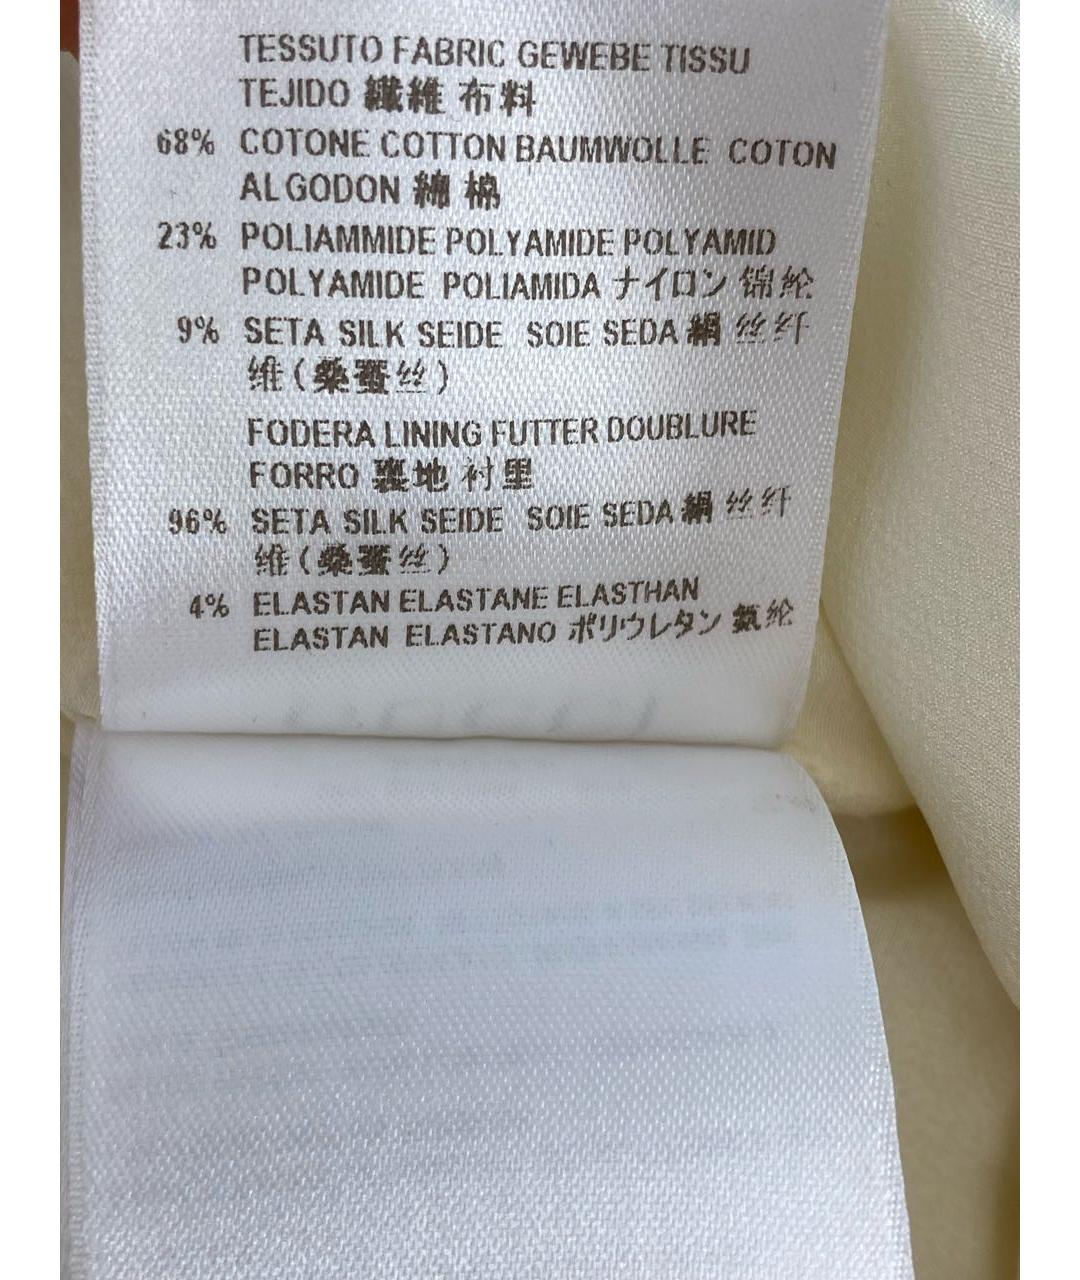 TESSUTO FABRIC GEWEBE TISSU
TEJIDO 繊維 布料
68% COTONE COTTON BAUMWOLLE COTON
ALGODON 綿 棉
23% POLIAMMIDE POLYAMIDE POLYAMID
POLYAMIDE POLIAMIDA ナイロン 锦纶
9% SETA SILK SEIDE SOIE SEDA 絹 丝纤
维(桑蚕丝)
FODERA LINING FUTTER DOUBLURE
FORRO 裏地 衬里
96% SETA SILK SEIDE SOIE SEDA 絹 丝纤
维(桑蚕丝)
4% ELASTAN ELASTANE ELASTHAN
ELASTAN ELASTANO ポリウレタン 氨纶